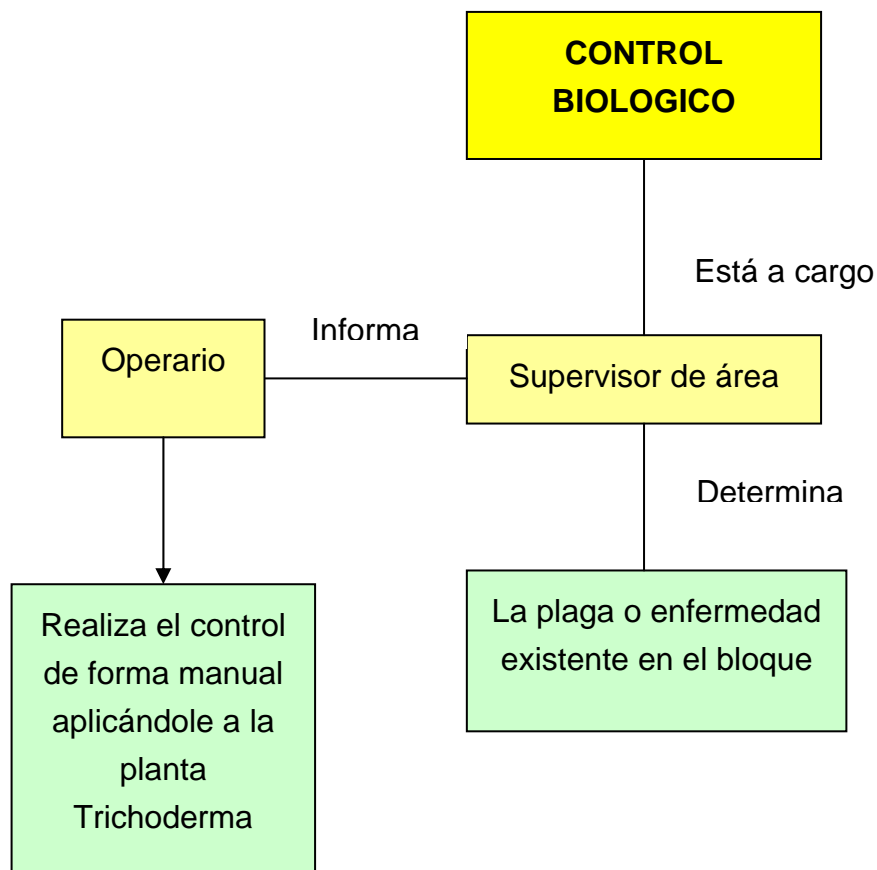 CONTROL
BIOLOGICO
Está a cargo
Informa
Operario
Supervisor de área
Determina
La plaga o enfermedad
existente en el bloque
Realiza el control
de forma manual
aplicándole a la
planta
Trichoderma